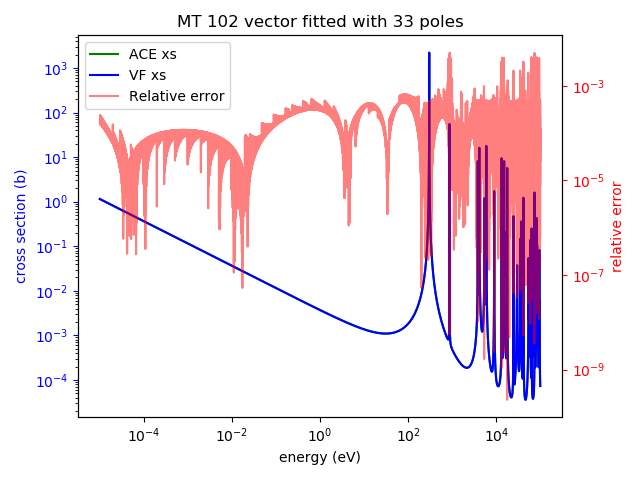 MT 102 vector fitted with 33 poles
ACE xs
VF xs
Relative error
cross section (b)
10³
10²
10¹
10⁰
10⁻¹
10⁻²
10⁻³
10⁻⁴
10⁻³
10⁻⁵
10⁻⁷
10⁻⁹
relative error
10⁻⁴
10⁻²
10⁰
10²
10⁴
energy (eV)